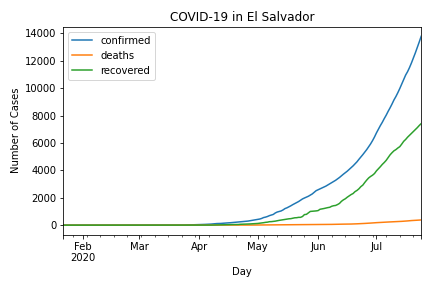 COVID-19 in El Salvador
confirmed
deaths
recovered
Number of Cases
14000
12000
10000
8000
6000
4000
2000
0
Feb Mar Apr May Jun Jul
2020
Day